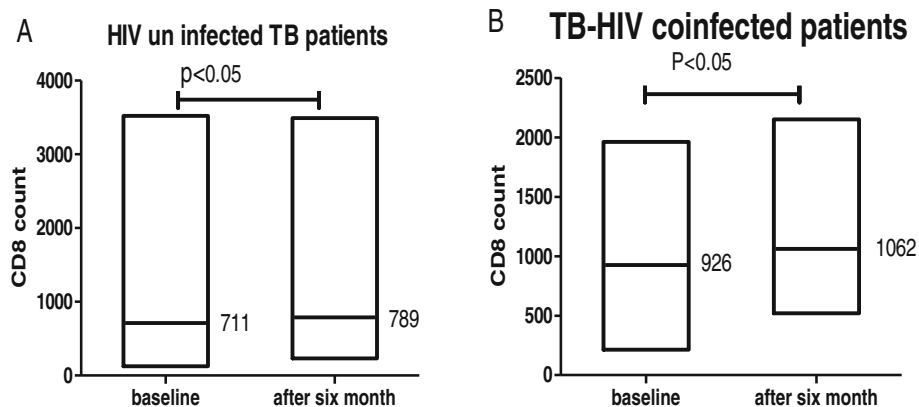 A
HIV un infected TB patients
p<0.05
4000
3000
2000
1000
0
CD8 count
711
789
baseline
after six month
B
TB-HIV coinfected patients
P<0.05
2500
2000
1500
1000
500
0
CD8 count
926
1062
baseline
after six month